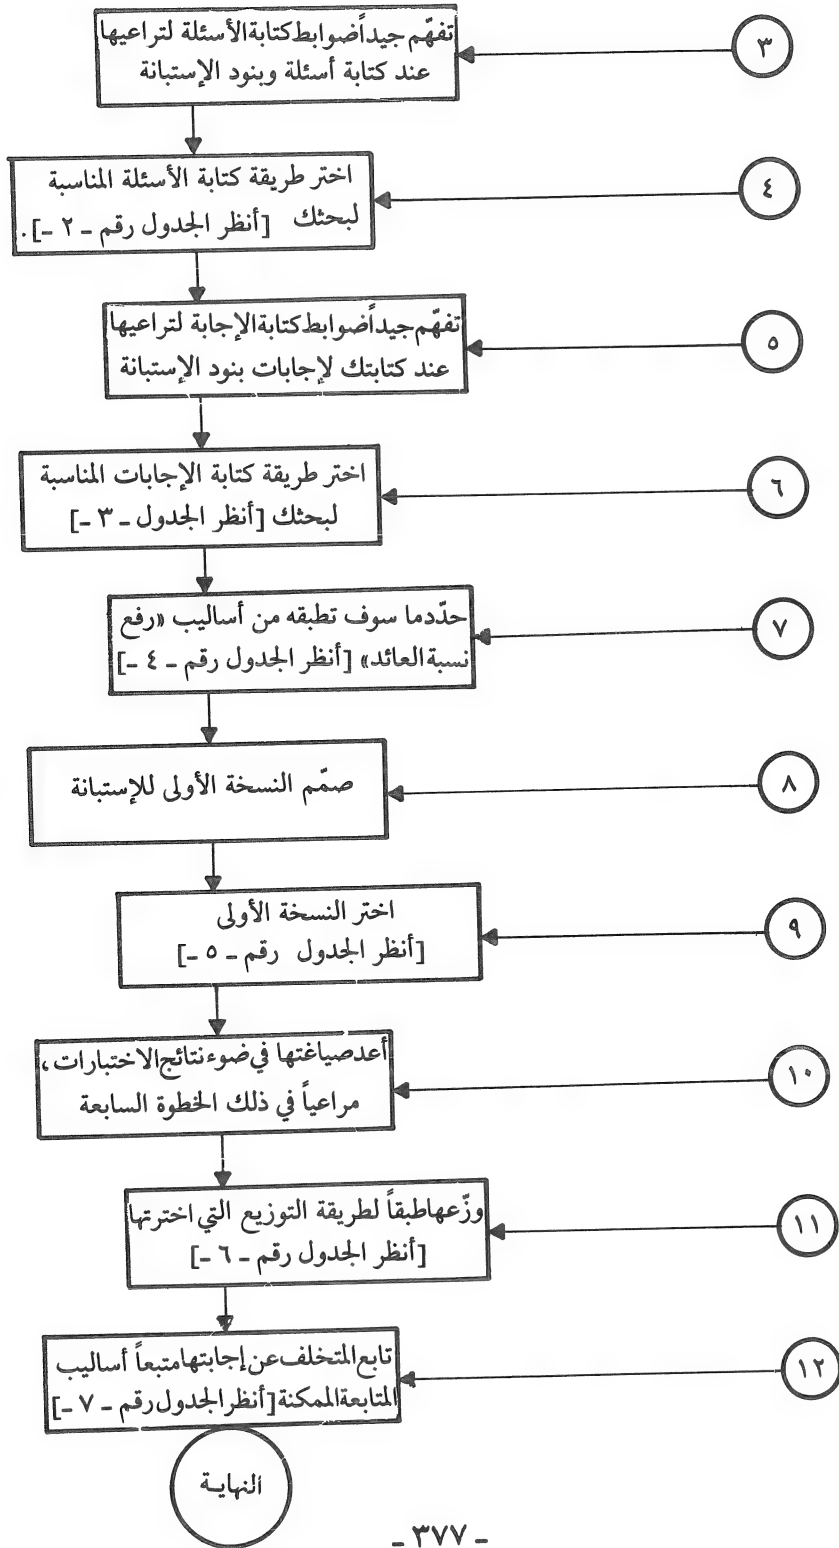 ٣
تفهّم جيداً ضوابط كتابة الأسئلة لتراعيها
عند كتابة أسئلة وبنود الإستبانة
٤
اختر طريقة كتابة الأسئلة المناسبة
لبحثك [أنظر الجدول رقم ـ ٢ ـ].
٥
تفهّم جيداً ضوابط كتابة الإجابة لتراعيها
عند كتابتك لإجابات بنود الإستبانة
٦
اختر طريقة كتابة الإجابات المناسبة
لبحثك [أنظر الجدول ـ ٣ ـ]
٧
حدّد ما سوف تطبقه من أساليب «رفع
نسبة العائد» [أنظر الجدول رقم ـ ٤ ـ]
٨
صمّم النسخة الأولى للإستبانة
٩
اختر النسخة الأولى
[أنظر الجدول رقم ـ ٥ ـ]
١٠
أعد صياغتها في ضوء نتائج الاختبارات،
مراعياً في ذلك الخطوة السابعة
١١
وزّعها طبقاً لطريقة التوزيع التي اخترتها
[أنظر الجدول رقم ـ ٦ ـ]
١٢
تابع المتخلف عن إجابتها متبعاً أساليب
المتابعة الممكنة [أنظر الجدول رقم ـ ٧ ـ]
النهاية
ـ ٣٧٧ ـ